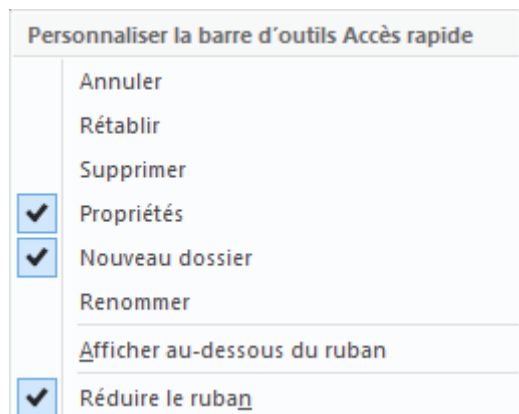 Personnaliser la barre d'outils Accès rapide
Annuler
Rétablir
Supprimer
Propriétés
Nouveau dossier
Renommer
Afficher au-dessous du ruban
Réduire le ruban